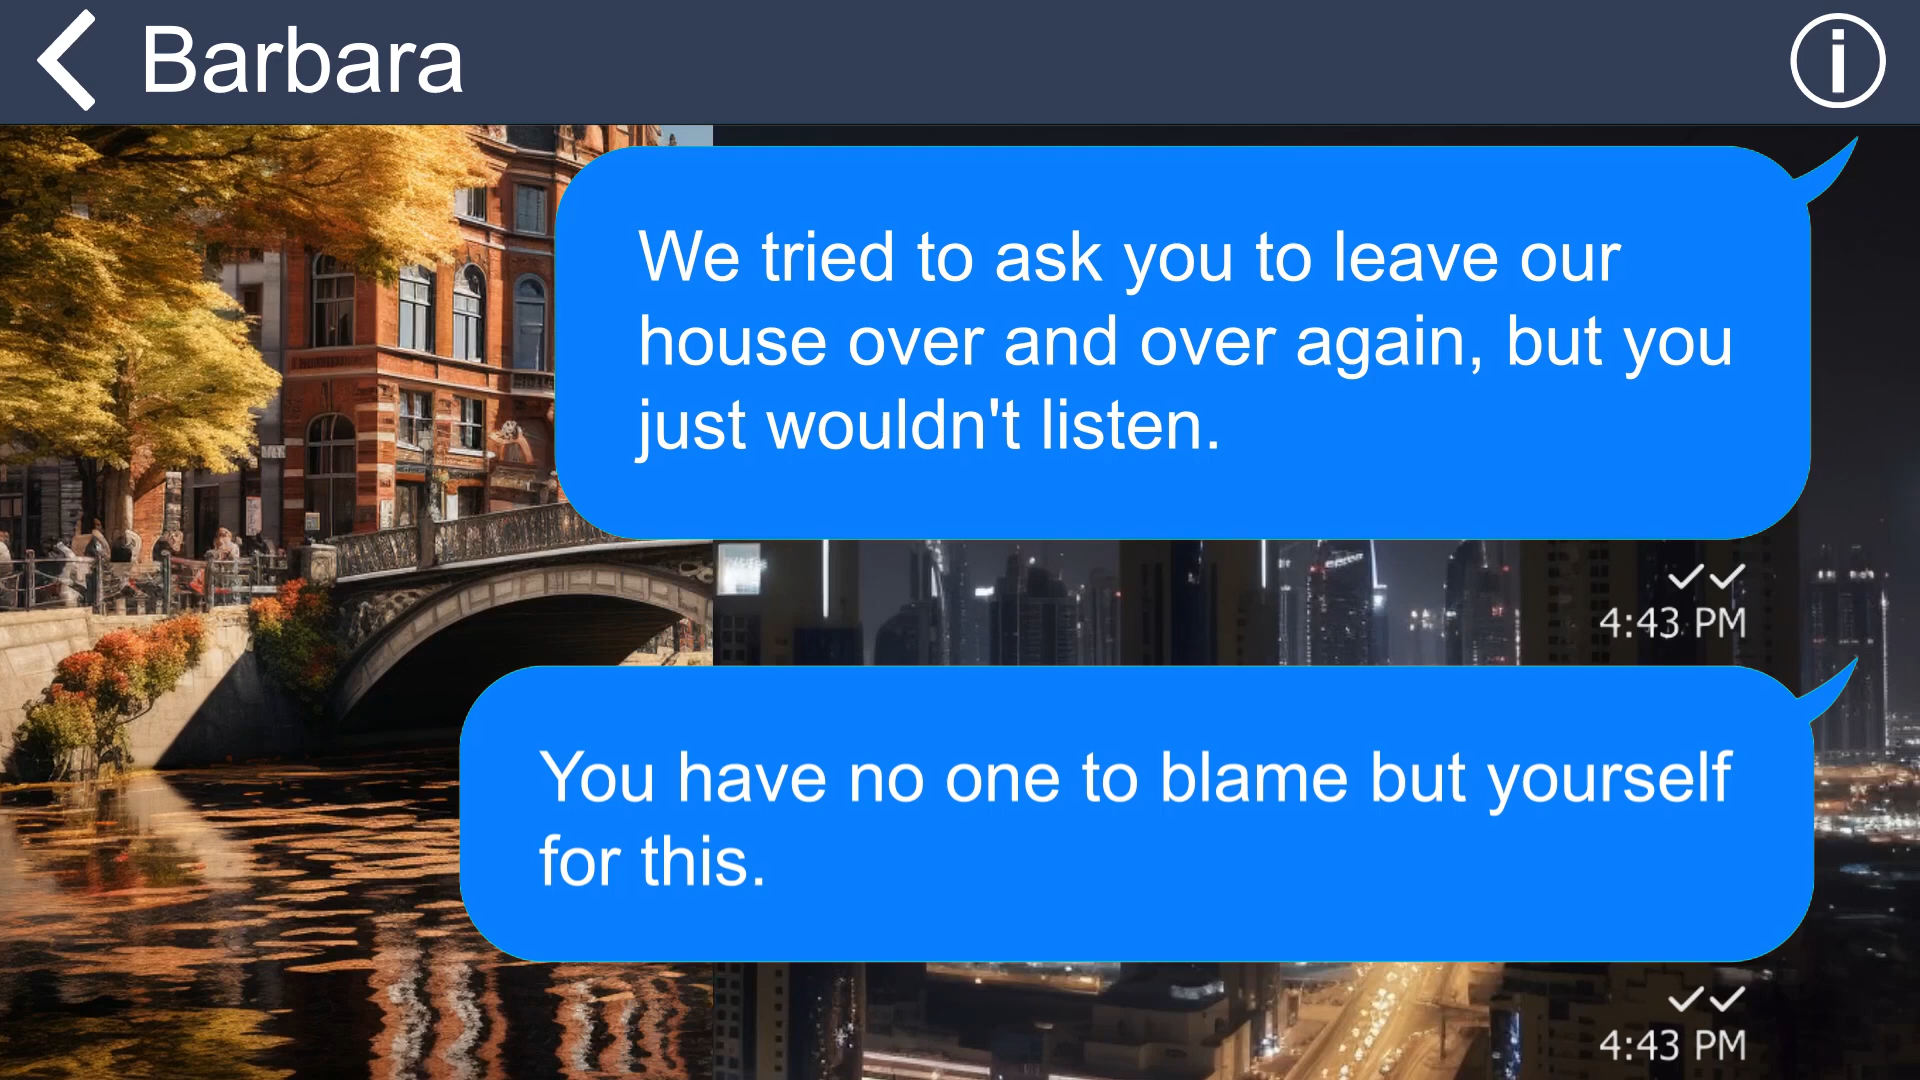 Barbara
We tried to ask you to leave our
house over and over again, but you
just wouldn't listen.
4:43 PM
You have no one to blame but yourself
for this.
4:43 PM